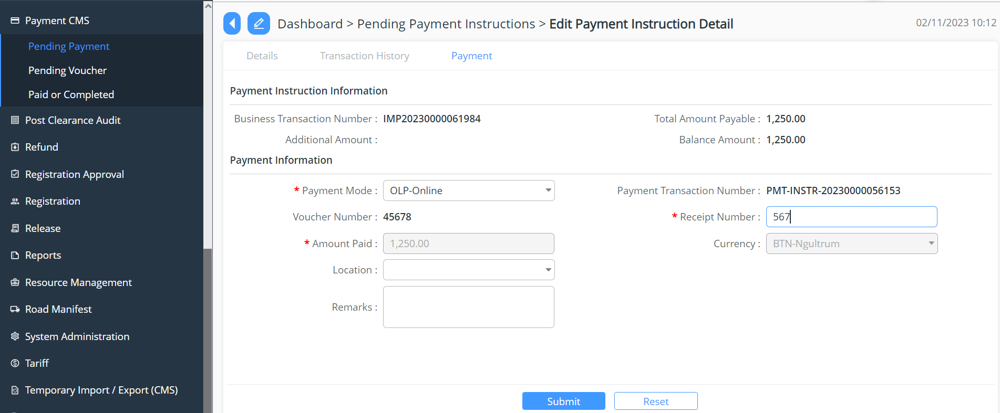 Payment CMS
Pending Payment
Pending Voucher
Paid or Completed
Post Clearance Audit
Refund
Registration Approval
Registration
Release
Reports
Resource Management
Road Manifest
System Administration
Tariff
Temporary Import / Export (CMS)
Dashboard > Pending Payment Instructions > Edit Payment Instruction Detail
02/11/2023 10:12
Details Transaction History Payment
Payment Instruction Information
Business Transaction Number : IMP20230000061984 Total Amount Payable : 1,250.00
Additional Amount : Balance Amount : 1,250.00
Payment Information
* Payment Mode : OLP-Online Payment Transaction Number : PMT-INSTR-20230000056153
Voucher Number : 45678 * Receipt Number : 567
* Amount Paid : 1,250.00 Currency : BTN-Ngultrum
Location :
Remarks :
Submit Reset